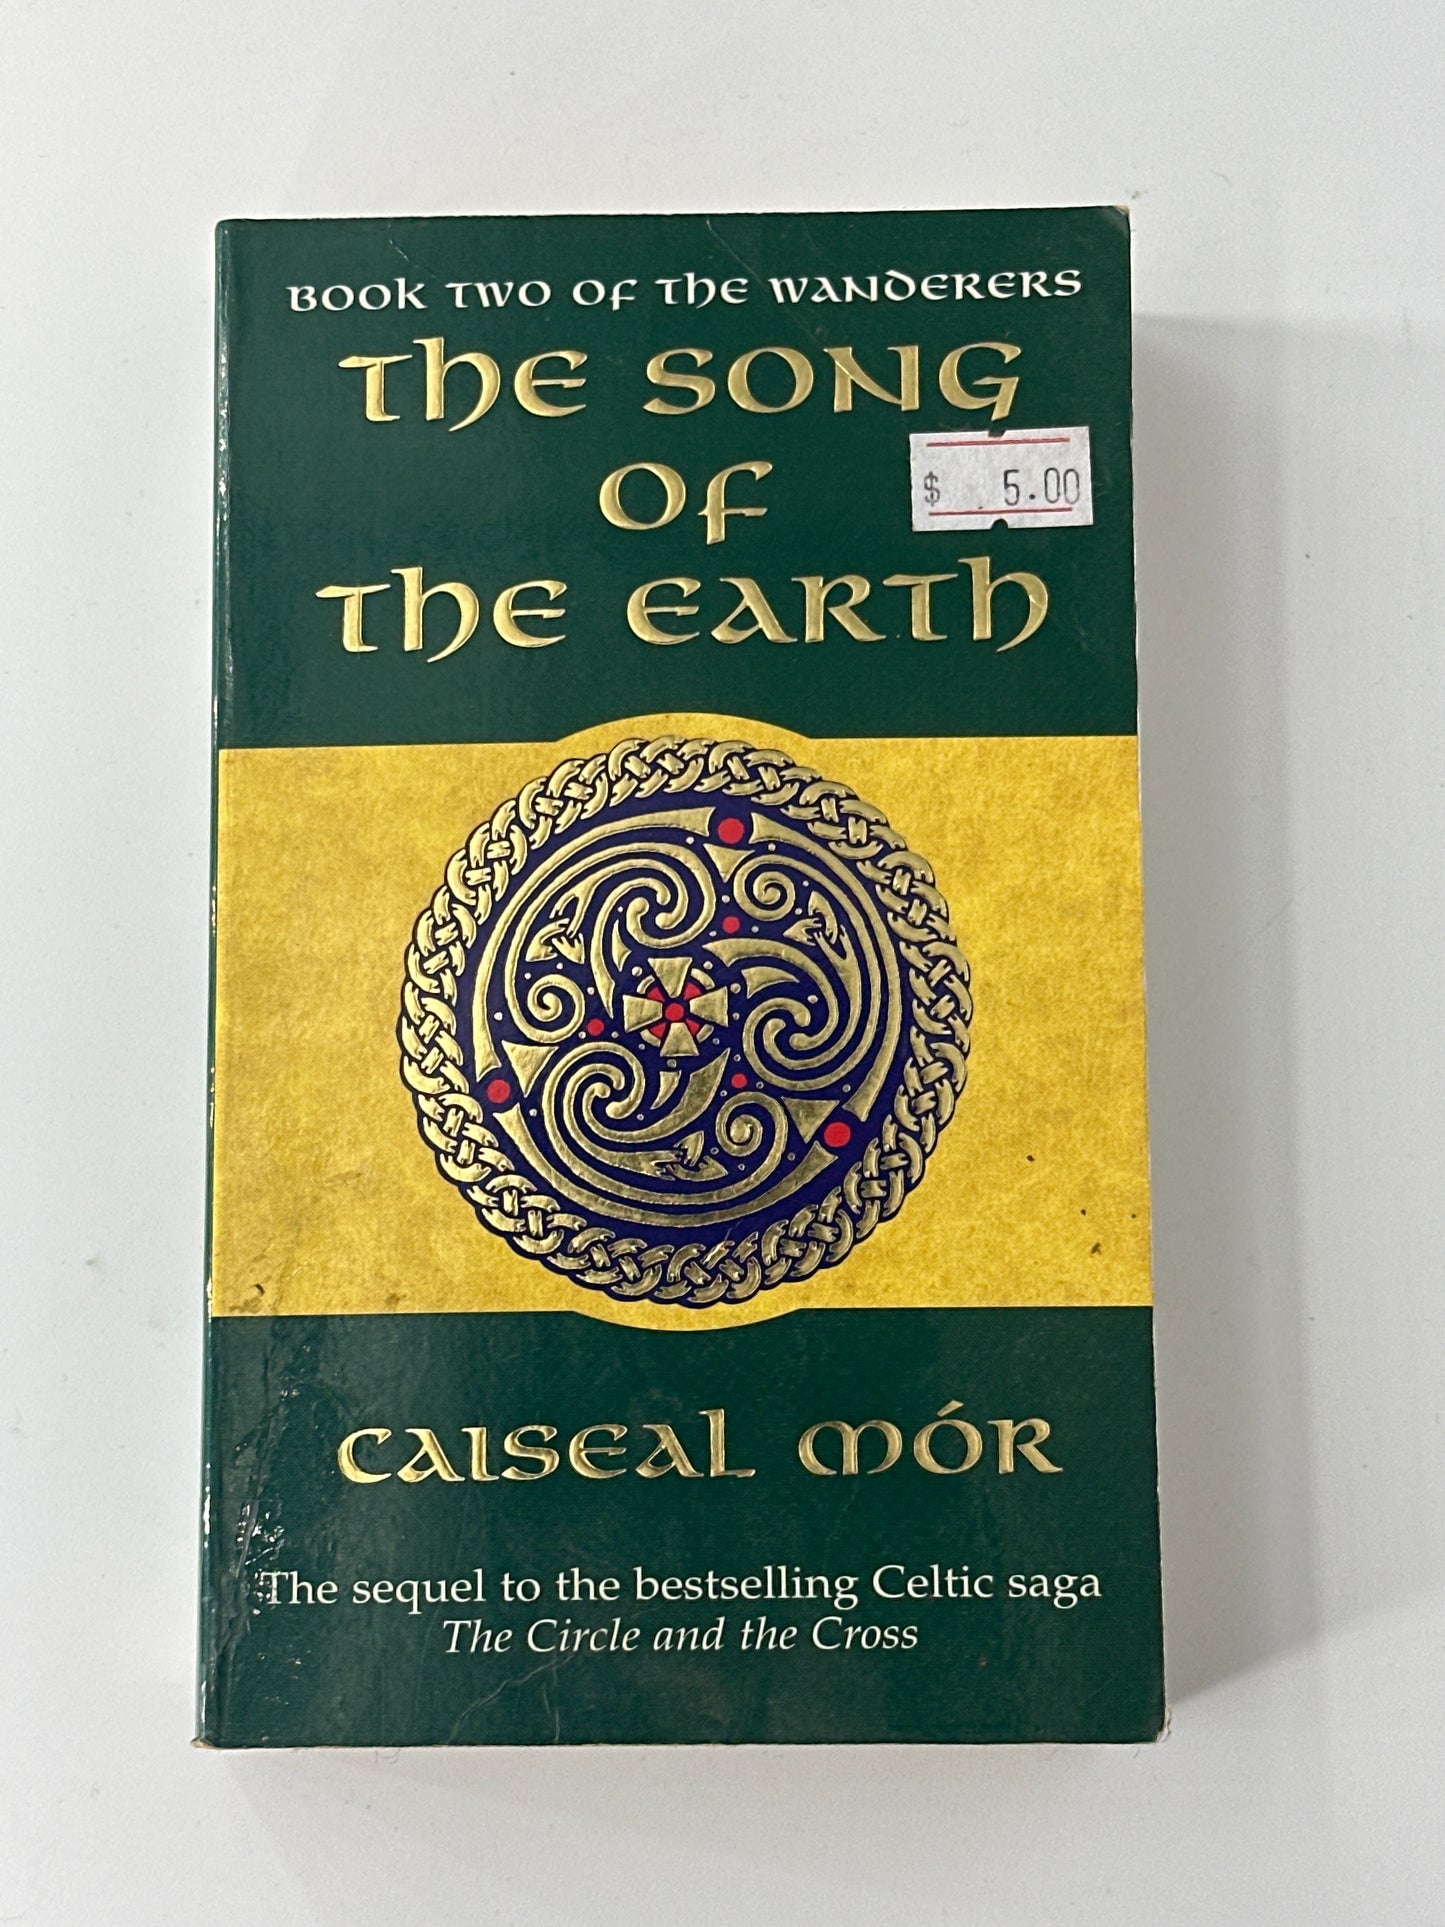 BOOK TWO OF THE WANDERERS
THE SONG
OF
$ 5.00
THE EARTH
CAISEAL MÓR
The sequel to the bestselling Celtic saga
The Circle and the Cross